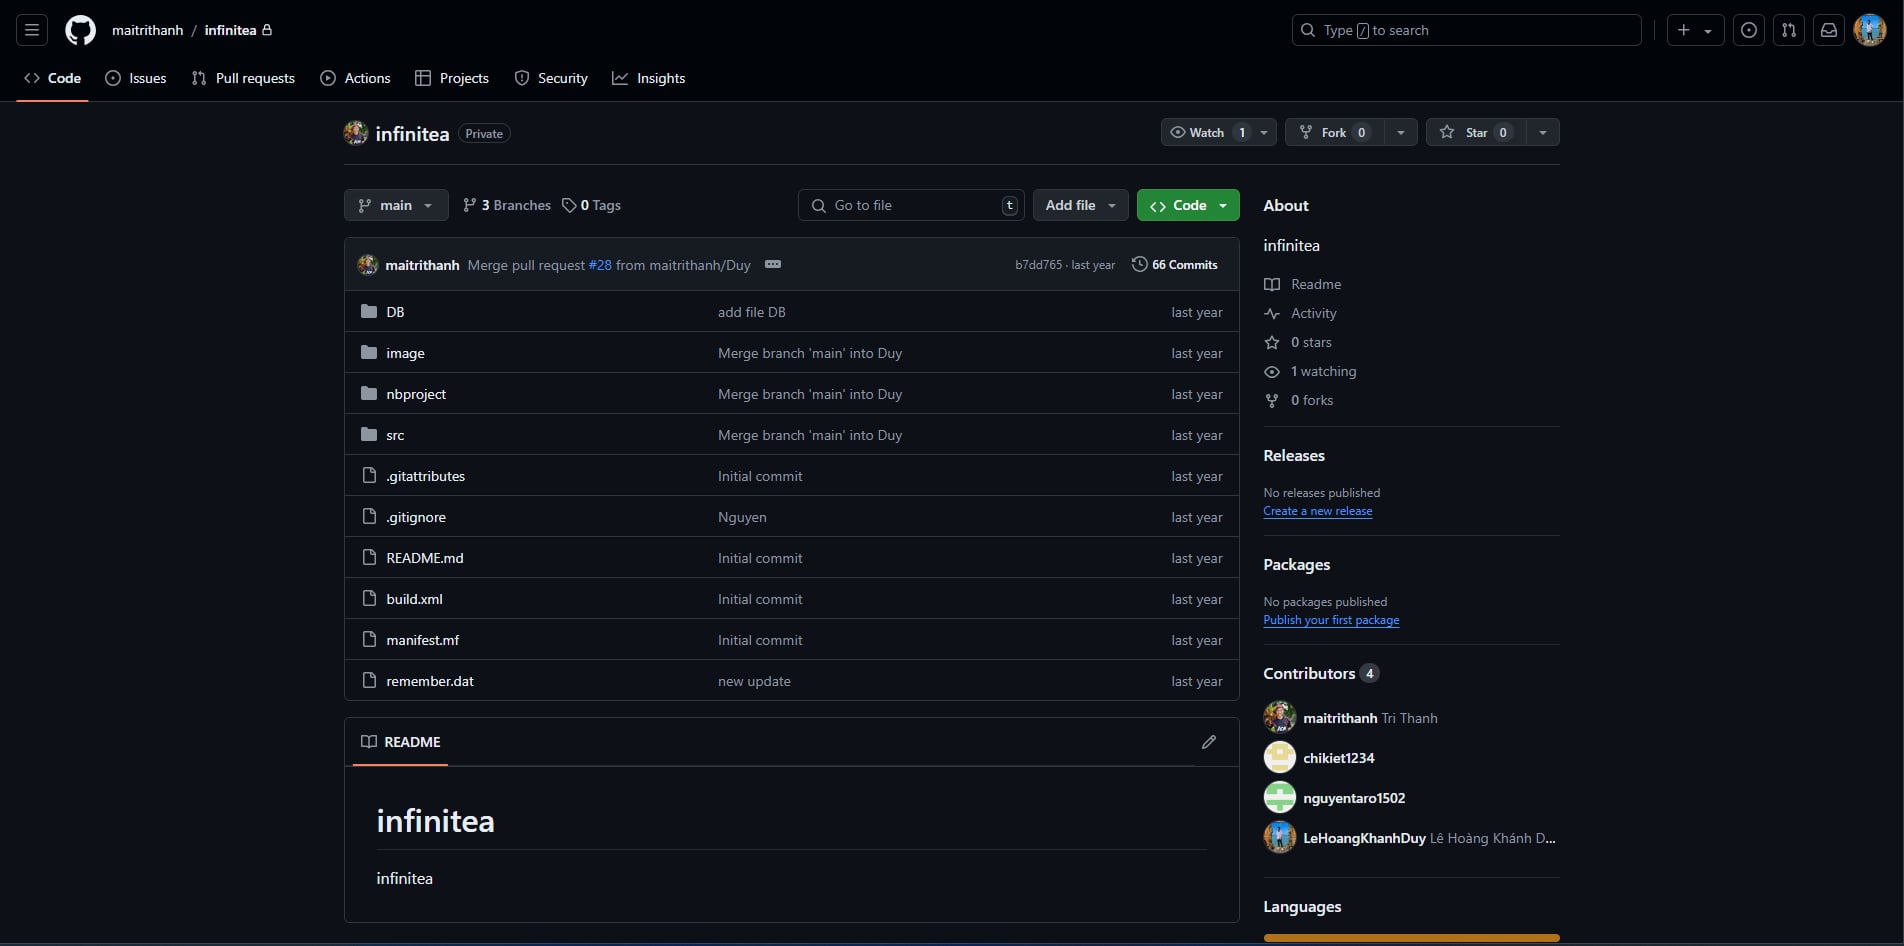 maitrithanh / infinitea
Type / to search
Code Issues Pull requests Actions Projects Security Insights
infinitea Private
Watch 1 Fork 0 Star 0
main 3 Branches 0 Tags Go to file t Add file Code
maitrithanh Merge pull request #28 from maitrithanh/Duy b7dd765 · last year 66 Commits
DB add file DB last year
image Merge branch 'main' into Duy last year
nbproject Merge branch 'main' into Duy last year
src Merge branch 'main' into Duy last year
.gitattributes Initial commit last year
.gitignore Nguyen last year
README.md Initial commit last year
build.xml Initial commit last year
manifest.mf Initial commit last year
remember.dat new update last year
README
infinitea
infinitea
About
infinitea
Readme
Activity
0 stars
1 watching
0 forks
Releases
No releases published
Create a new release
Packages
No packages published
Publish your first package
Contributors 4
maitrithanh Tri Thanh
chikiet1234
nguyentaro1502
LeHoangKhanhDuy Lê Hoàng Khánh D...
Languages